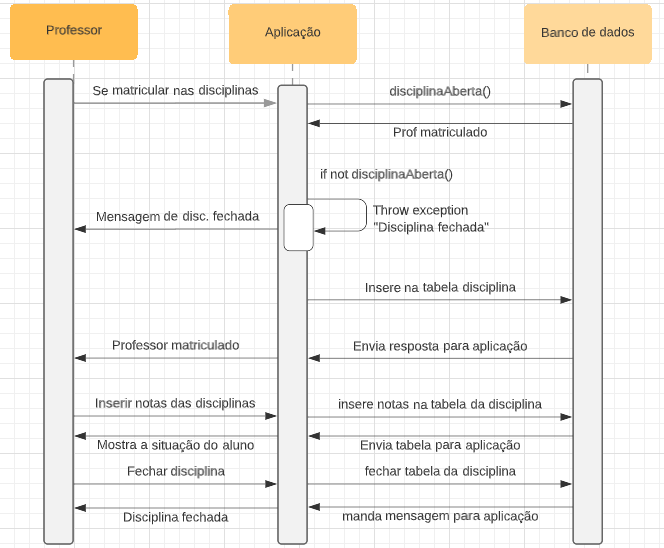 Professor
Aplicação
Banco de dados
Se matricular nas disciplinas
disciplinaAberta()
Prof matriculado
if not disciplinaAberta()
Mensagem de disc. fechada
Throw exception
"Disciplina fechada"
Insere na tabela disciplina
Professor matriculado
Envia resposta para aplicação
Inserir notas das disciplinas
insere notas na tabela da disciplina
Mostra a situação do aluno
Envia tabela para aplicação
Fechar disciplina
fechar tabela da disciplina
Disciplina fechada
manda mensagem para aplicação